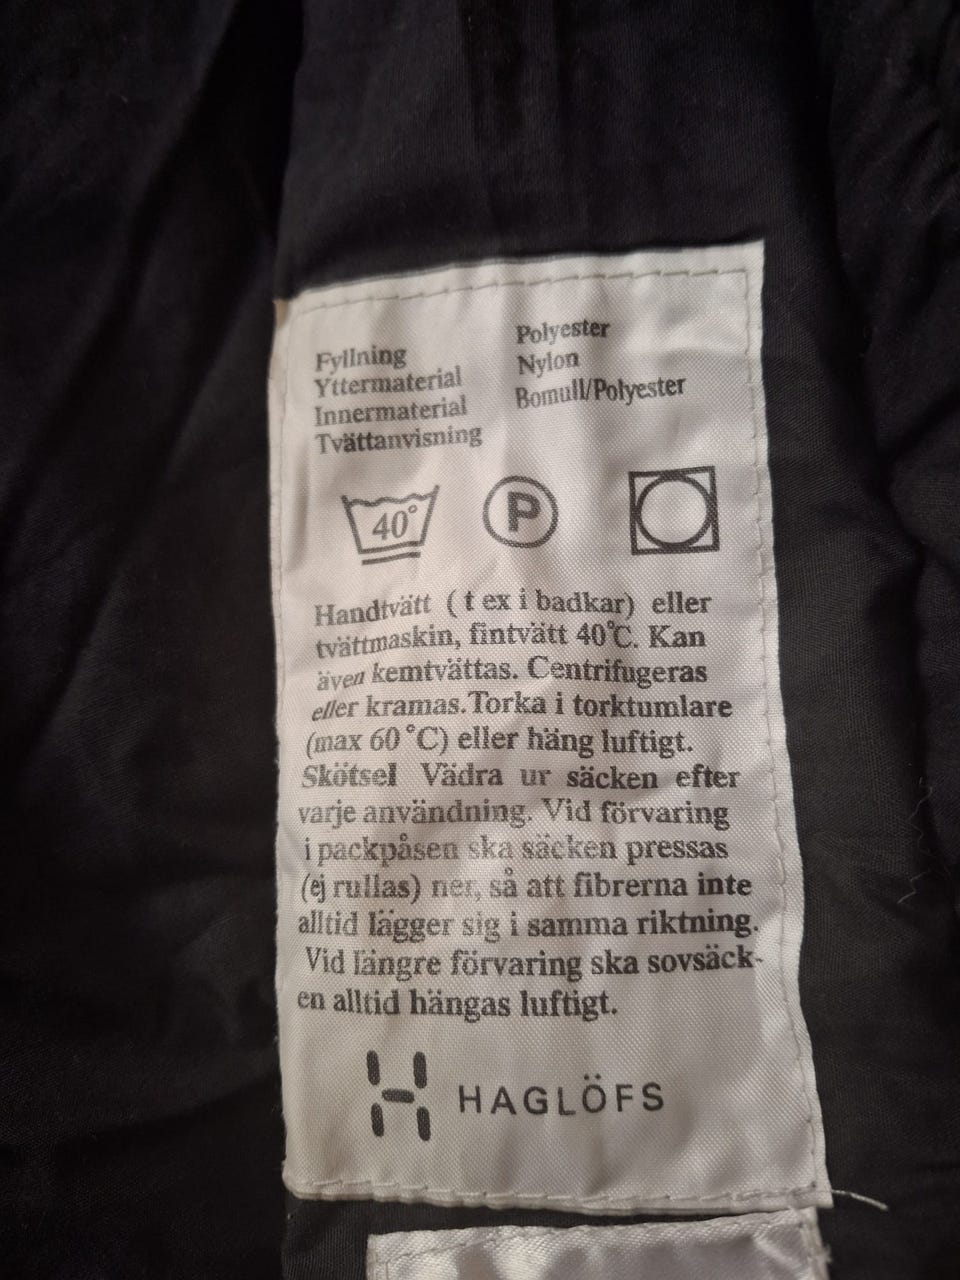 Fyllning Polyester
Yttermaterial Nylon
Innermaterial Bomull/Polyester
Tvättanvisning
40° P
Handtvätt (t ex i badkar) eller
tvättmaskin, fintvätt 40°C. Kan
även kemtvättas. Centrifugeras
eller kramas. Torka i torktumlare
(max 60°C) eller häng luftigt.
Skötsel Vädra ur säcken efter
varje användning. Vid förvaring
i packpåsen ska säcken pressas
(ej rullas) ner, så att fibrerna inte
alltid lägger sig i samma riktning.
Vid längre förvaring ska sovsäck-
en alltid hängas luftigt.
HAGLÖFS